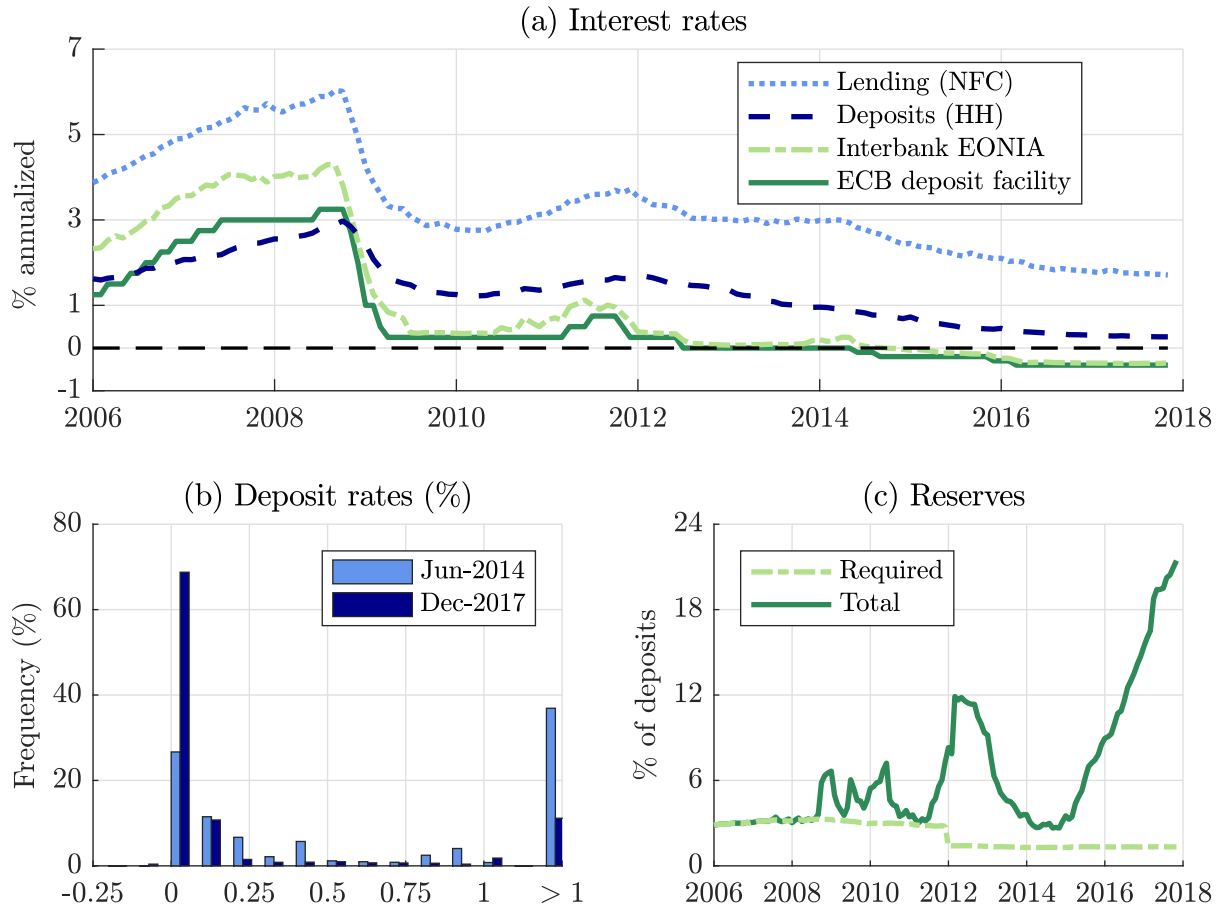 (a) Interest rates
% annualized
7
5
3
1
0
-1
2006
2008
2010
2012
2014
2016
2018
Lending (NFC)
Deposits (HH)
Interbank EONIA
ECB deposit facility
(b) Deposit rates (%)
Frequency (%)
80
60
40
20
0
-0.25
0
0.25
0.5
0.75
1
> 1
Jun-2014
Dec-2017
(c) Reserves
% of deposits
24
18
12
6
0
2006
2008
2010
2012
2014
2016
2018
Required
Total